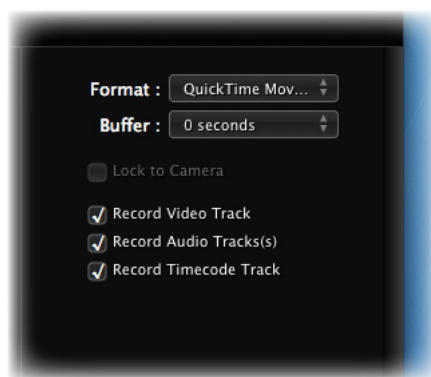 Format : QuickTime Mov...
Buffer : 0 seconds
Lock to Camera
Record Video Track
Record Audio Tracks(s)
Record Timecode Track